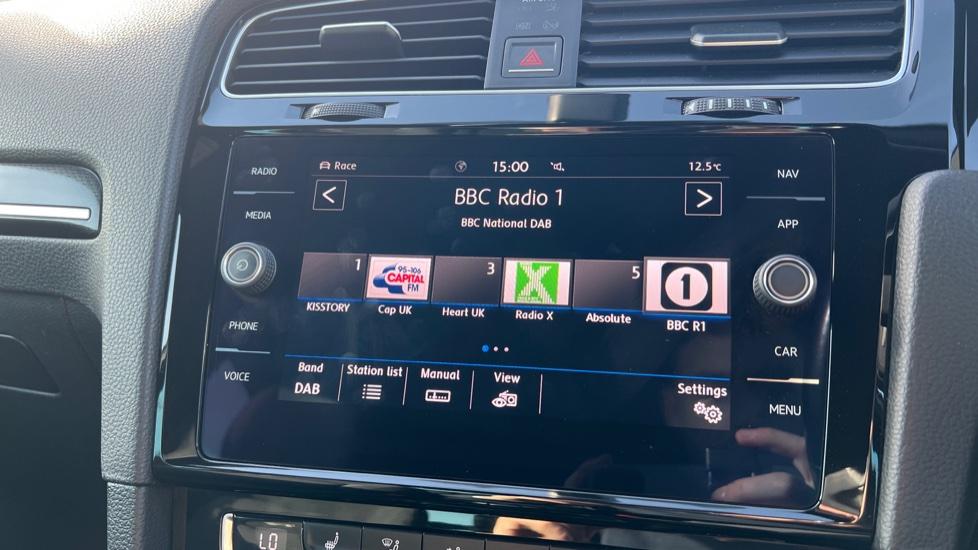 RADIO
MEDIA
PHONE
VOICE
Race
15:00
12.5°C
<
BBC Radio 1
>
BBC National DAB
1
95-106
CAPITAL
FM
3
X
5
1
KISSTORY
Cap UK
Heart UK
Radio X
Absolute
BBC R1
Band
DAB
Station list
Manual
View
Settings
NAV
APP
CAR
MENU
LO